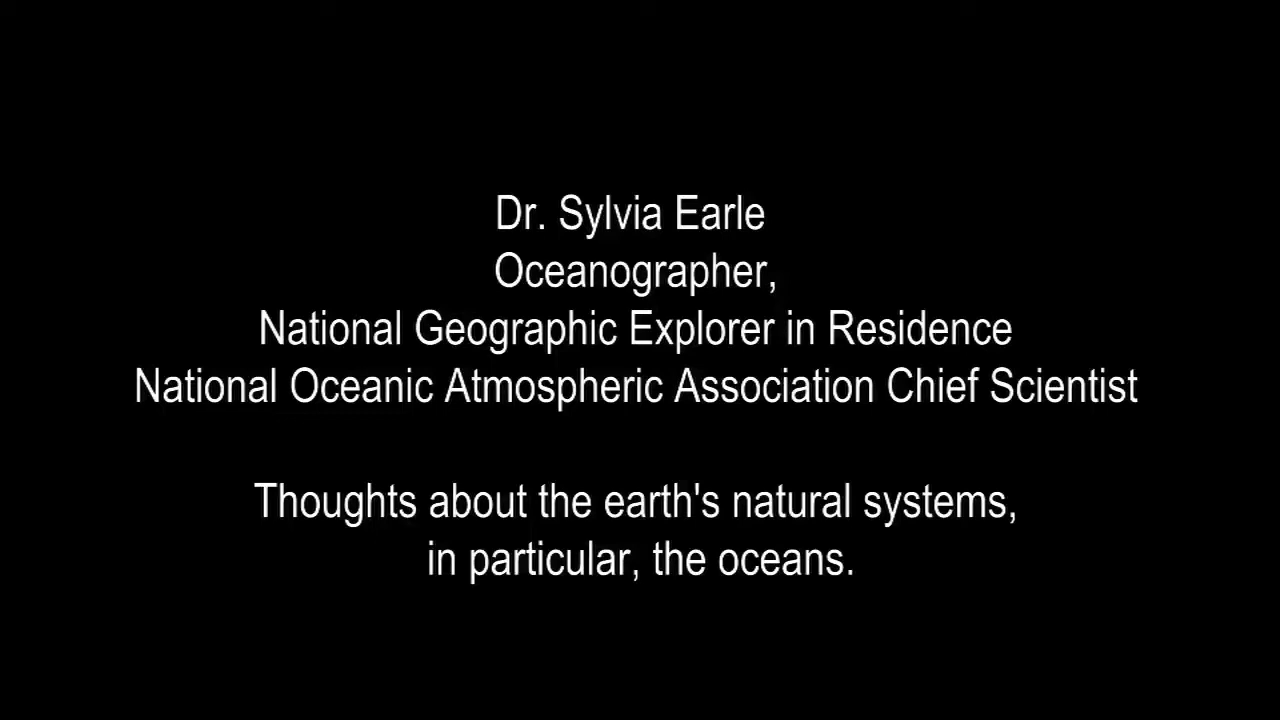 Dr. Sylvia Earle
Oceanographer,
National Geographic Explorer in Residence
National Oceanic Atmospheric Association Chief Scientist
Thoughts about the earth's natural systems,
in particular, the oceans.